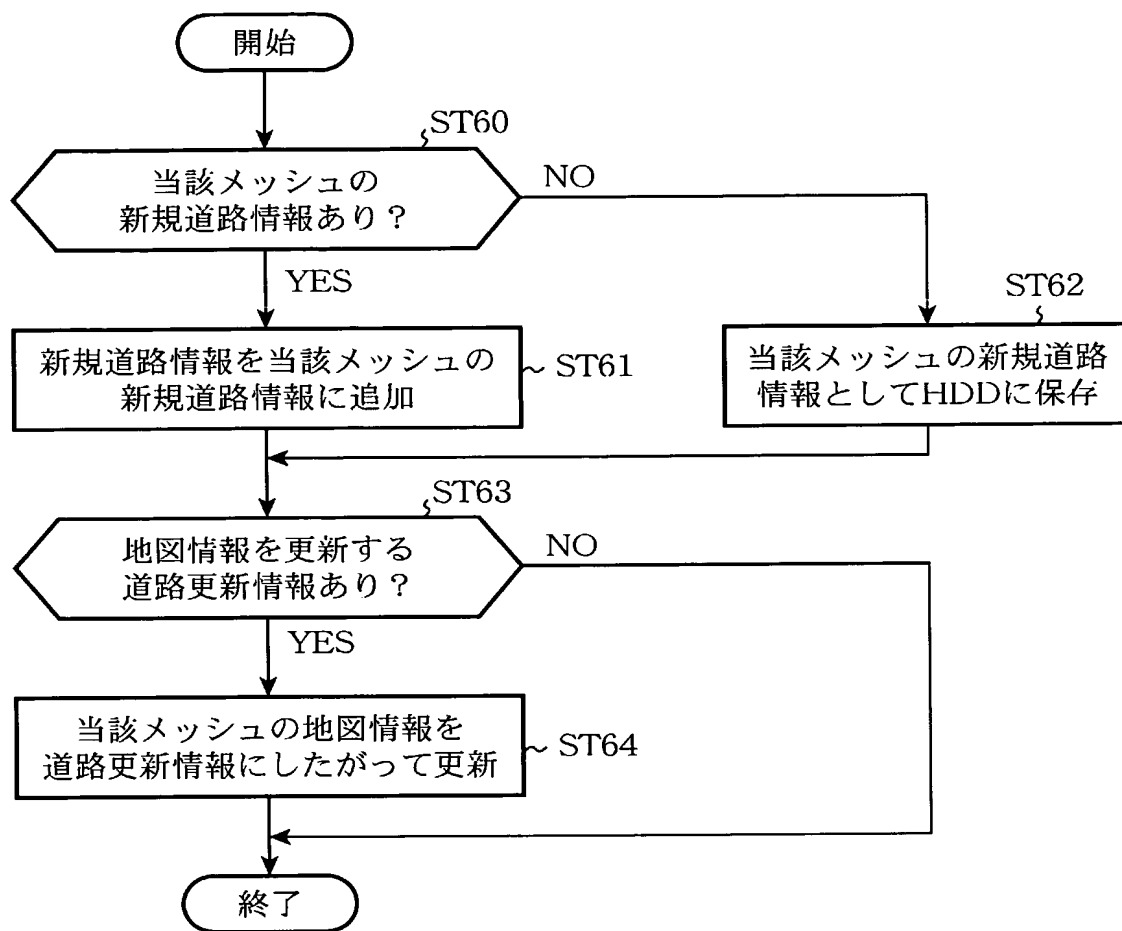 開始
ST60
当該メッシュの
新規道路情報あり?
NO
YES
新規道路情報を当該メッシュの
新規道路情報に追加
ST61
ST62
当該メッシュの新規道路
情報としてHDDに保存
ST63
地図情報を更新する
道路更新情報あり?
NO
YES
当該メッシュの地図情報を
道路更新情報にしたがって更新
ST64
終了